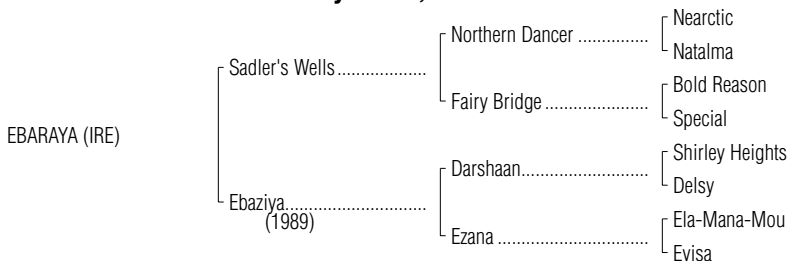 Nearctic
Northern Dancer ...............
Natalma
Sadler's Wells...................
Bold Reason
Fairy Bridge......................
Special
EBARAYA (IRE)
Shirley Heights
Darshaan...........................
Delsy
Ebaziya..............................
(1989)
Ela-Mana-Mou
Ezana ................................
Evisa